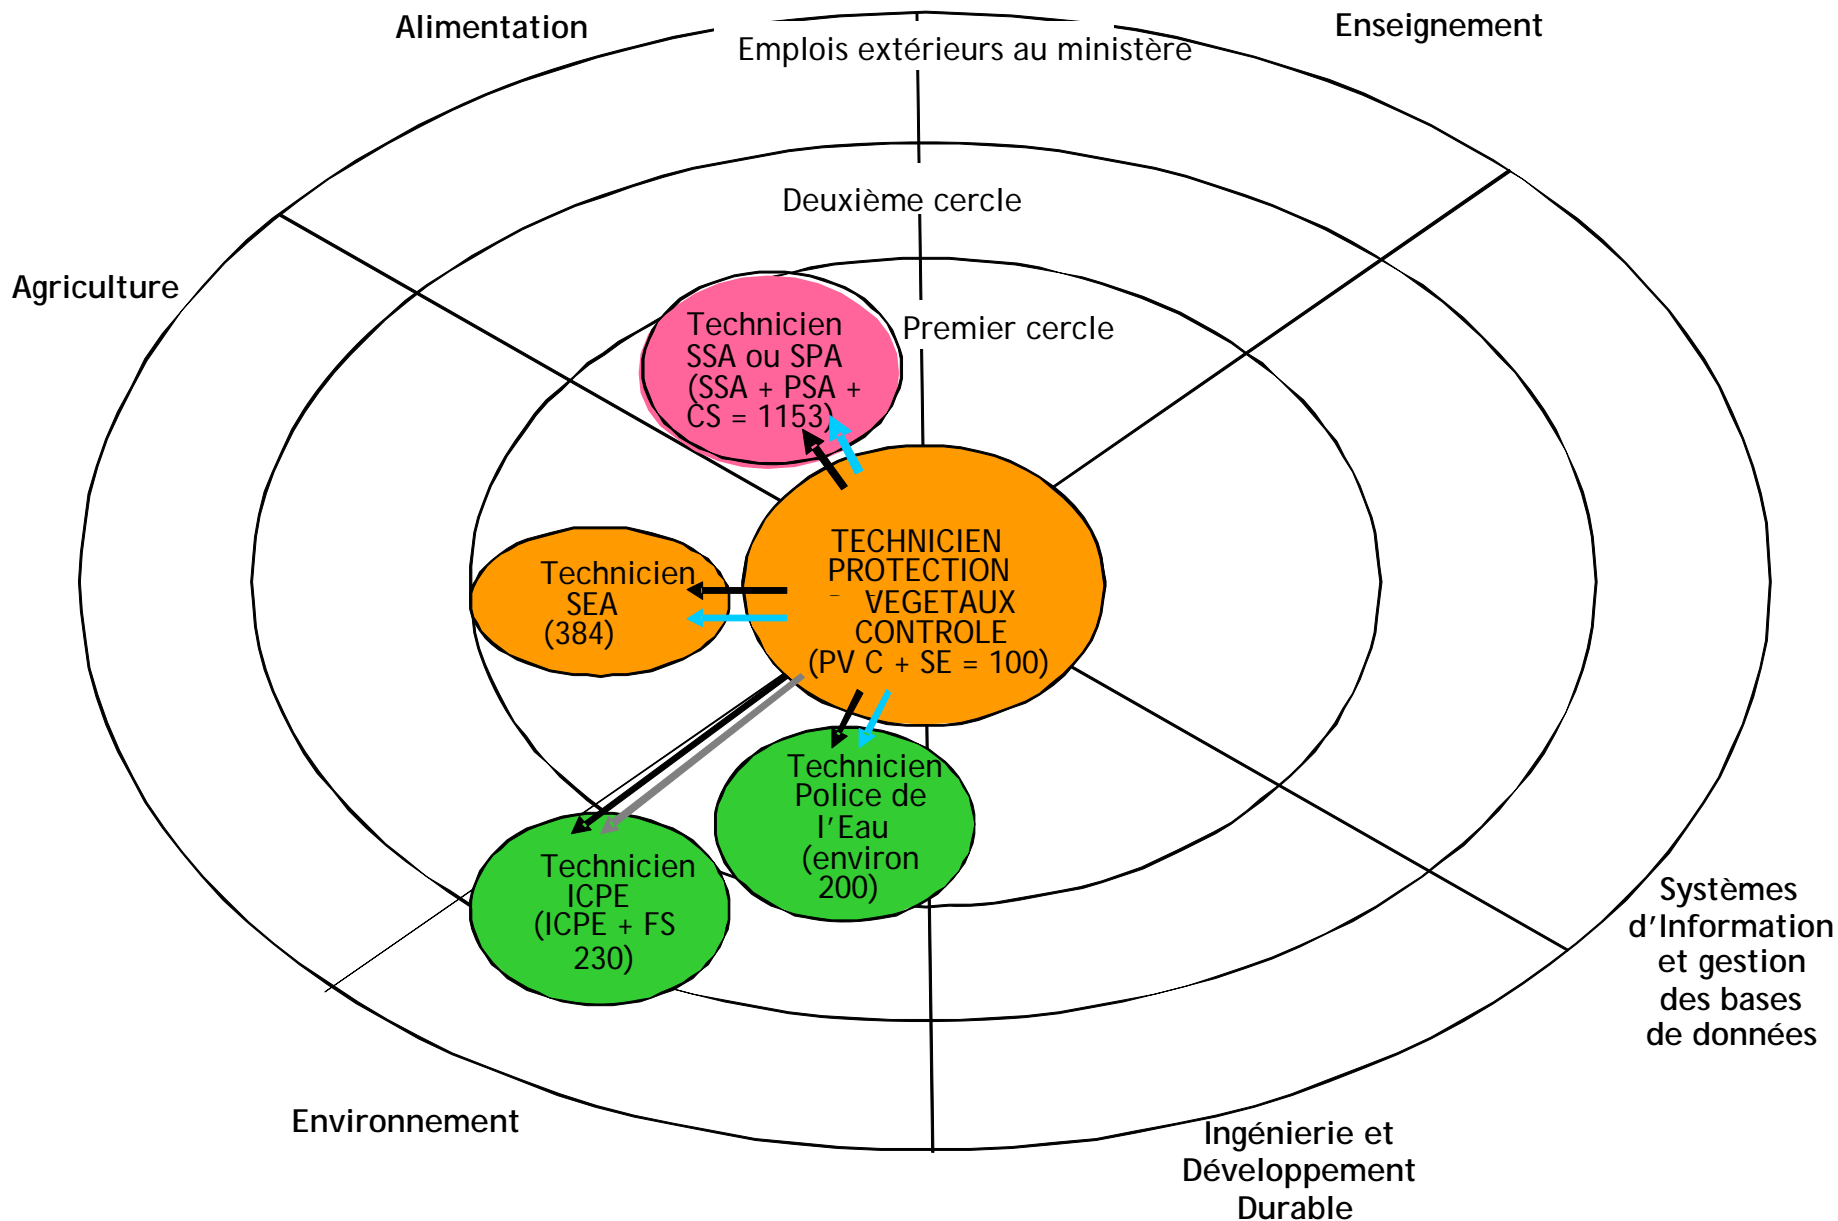 Alimentation
Enseignement
Emplois extérieurs au ministère
Deuxième cercle
Agriculture
Premier cercle
Technicien
SSA ou SPA
(SSA + PSA +
CS = 1153)
TECHNICIEN
PROTECTION
VEGETAUX
CONTROLE
(PV C + SE = 100)
Technicien
SEA
(384)
Technicien
Police de
l'Eau
(environ
200)
Technicien
ICPE
(ICPE + FS
230)
Systèmes
d'Information
et gestion
des bases
de données
Environnement
Ingénierie et
Développement
Durable